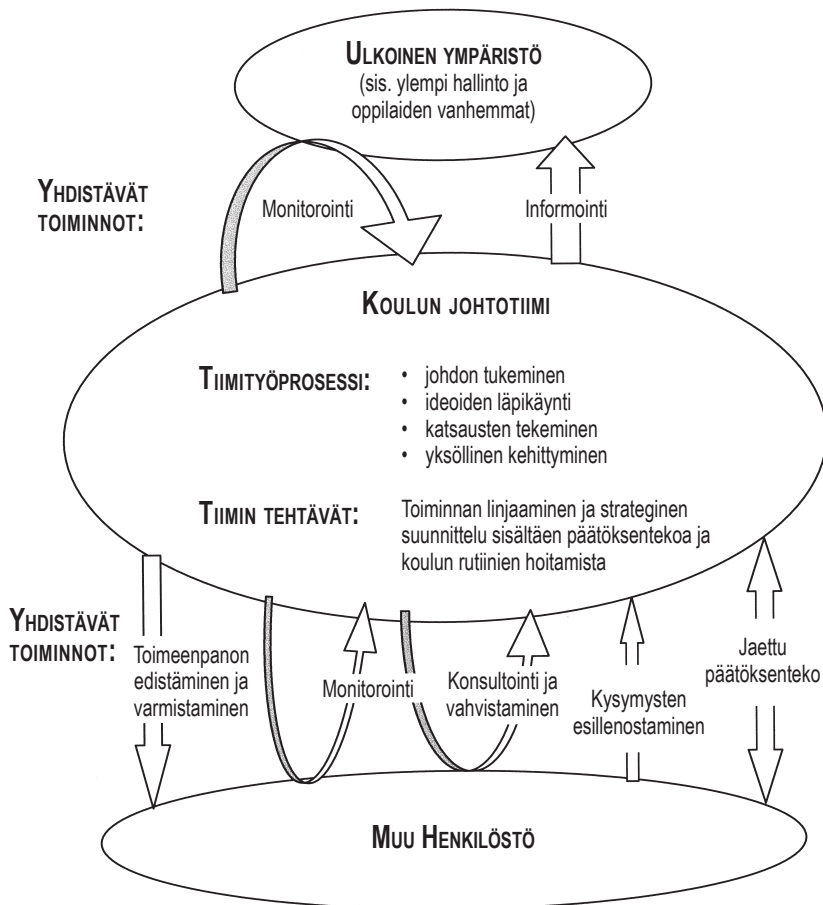 ULKOINEN YMPÄRISTÖ
(sis. ylempi hallinto ja
oppilaiden vanhemmat)
YHDISTÄVÄT
TOIMINNOT:
Monitorointi
Informointi
KOULUN JOHTOTIIMI
TIIMITYÖPROSESSI:
• johdon tukeminen
• ideoiden läpikäynti
• katsausten tekeminen
• yksöllinen kehittyminen
TIIMIN TEHTÄVÄT:
Toiminnan linjaaminen ja strateginen
suunnittelu sisältäen päätöksentekoa ja
koulun rutiinien hoitamista
YHDISTÄVÄT
TOIMINNOT:
Toimeenpanon
edistäminen ja
varmistaminen
Monitorointi
Konsultointi ja
vahvistaminen
Kysymysten
esillenostaminen
Jaettu
päätöksenteko
MUU HENKILÖSTÖ